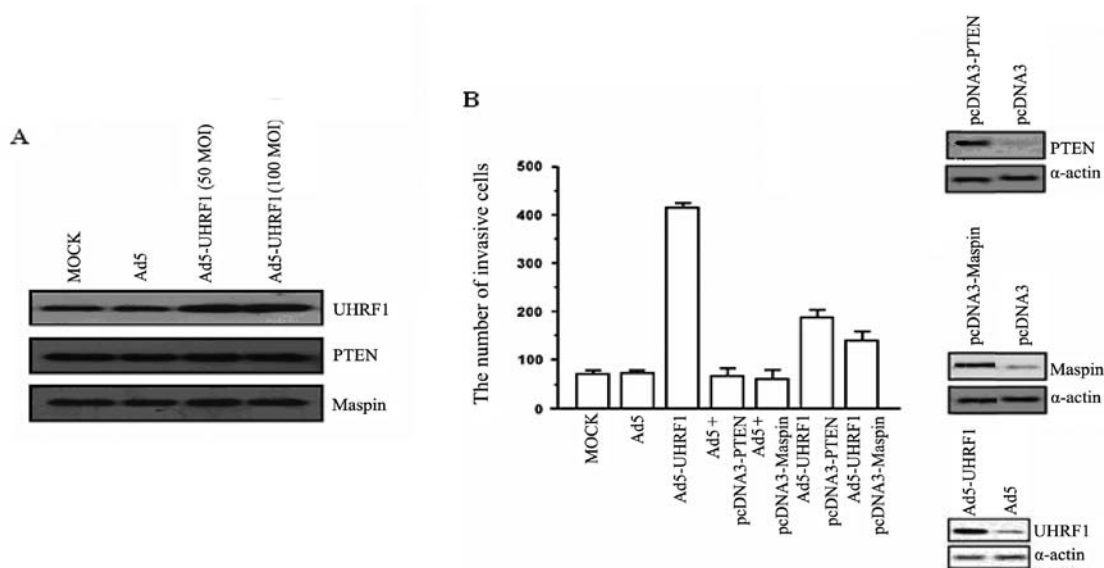 A
MOCK
Ad5
Ad5-UHRF1 (50 MOI)
Ad5-UHRF1 (100 MOI)
UHRF1
PTEN
Maspin
B
The number of invasive cells
500
400
300
200
100
0
MOCK
Ad5
Ad5-UHRF1
Ad5+
pcDNA3-PTEN
Ad5+
pcDNA3-Maspin
Ad5-UHRF1
pcDNA3-PTEN
Ad5-UHRF1
pcDNA3-Maspin
pcDNA3-PTEN
pcDNA3
PTEN
α-actin
pcDNA3-Maspin
pcDNA3
Maspin
α-actin
Ad5-UHRF1
Ad5
UHRF1
α-actin